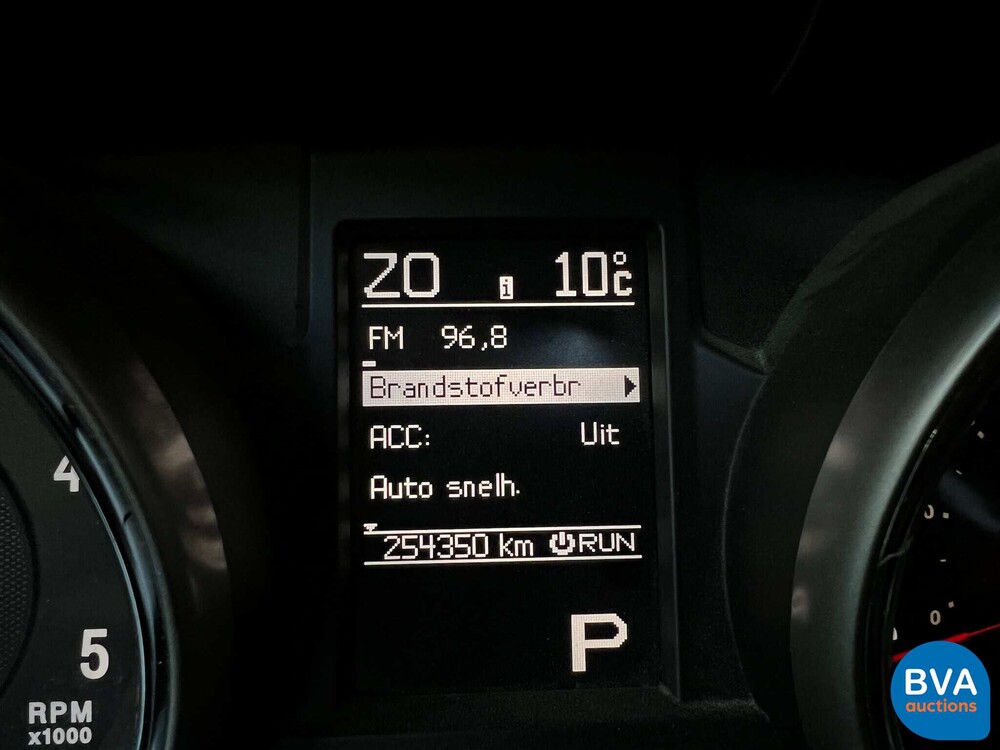 ZO i 10°C
FM 96,8
Brandstofverbr
ACC: Uit
Auto snelh.
254350 km RUN
P
4
5
RPM
x1000
0
BVA
auctions